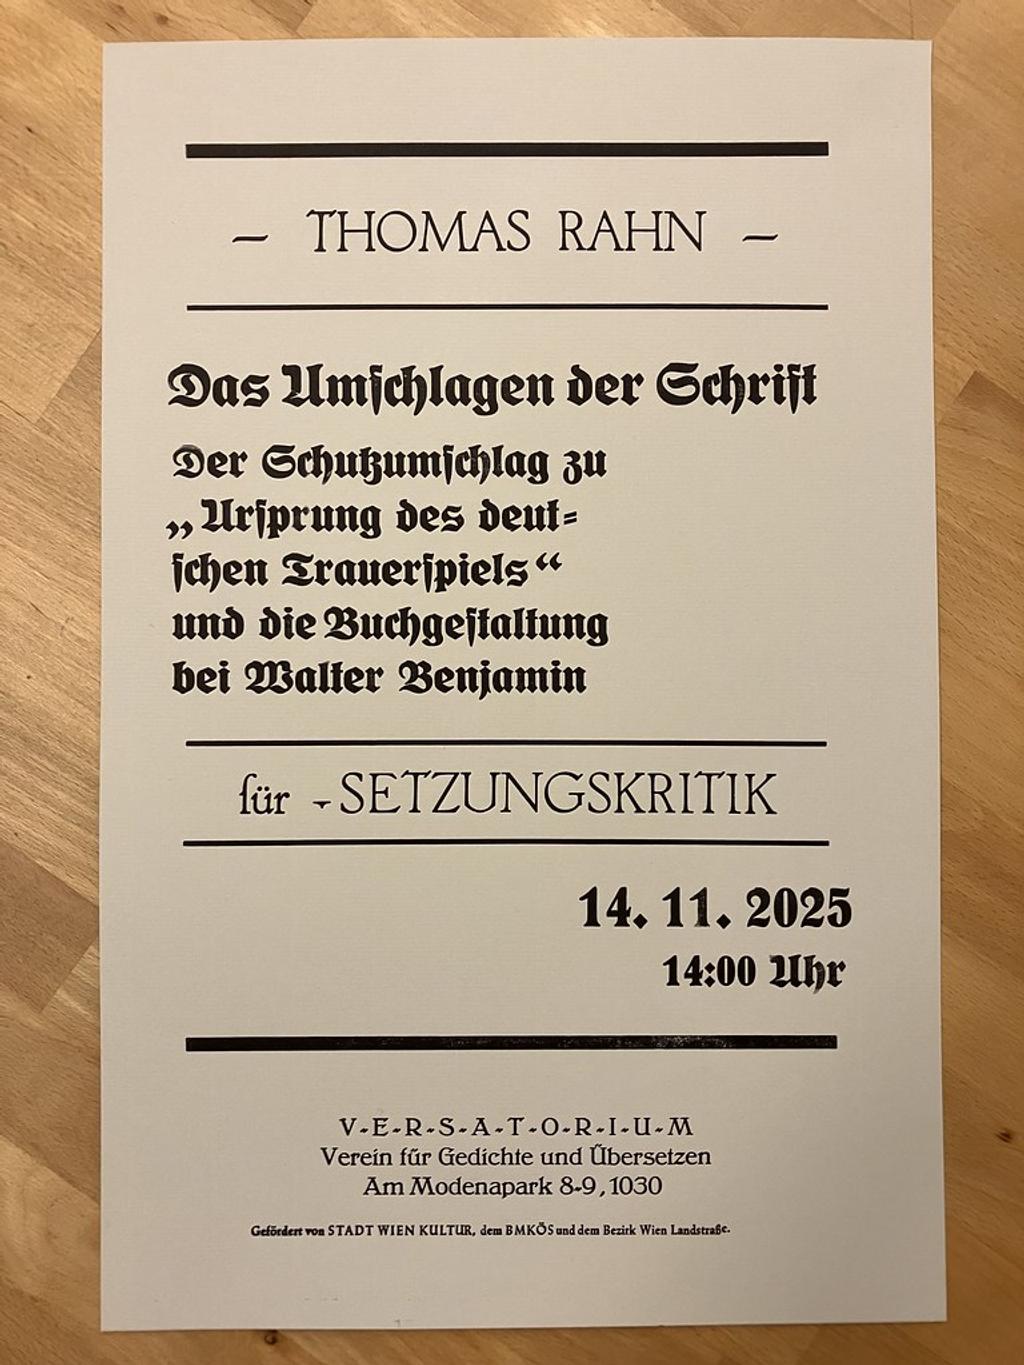 – THOMAS RAHN –
Das Umſchlagen der Schrift
Der Schutzumſchlag zu
„Urſprung des deut-
ſchen Trauerſpiels“
und die Buchgeſtaltung
bei Walter Benjamin
für -SETZUNGSKRITIK
14. 11. 2025
14:00 Uhr
V-E-R-S-A-T-O-R-I-U-M
Verein für Gedichte und Übersetzen
Am Modenapark 8-9, 1030
Gefördert von STADT WIEN KULTUR, dem BMKÖS und dem Bezirk Wien Landstraße.